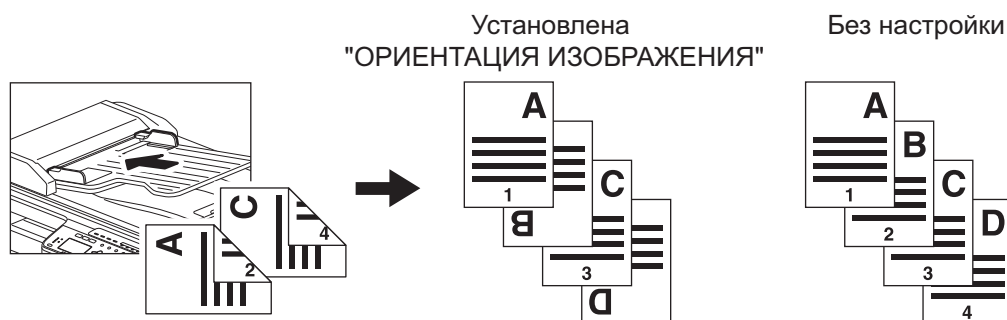 Установлена
"ОРИЕНТАЦИЯ ИЗОБРАЖЕНИЯ"
Без настройки
A
2
C
4
A
1
B
C
3
D
A
1
B
2
C
3
D
4